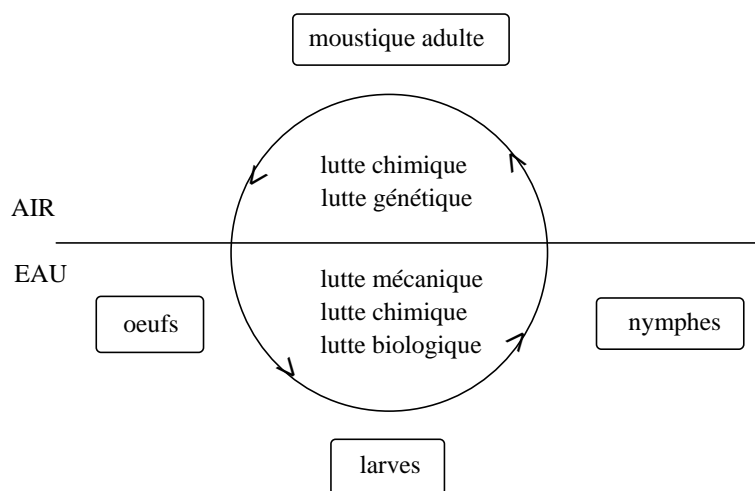 moustique adulte
lutte chimique
lutte génétique
AIR
EAU
lutte mécanique
oeufs
lutte chimique
nymphes
lutte biologique
larves